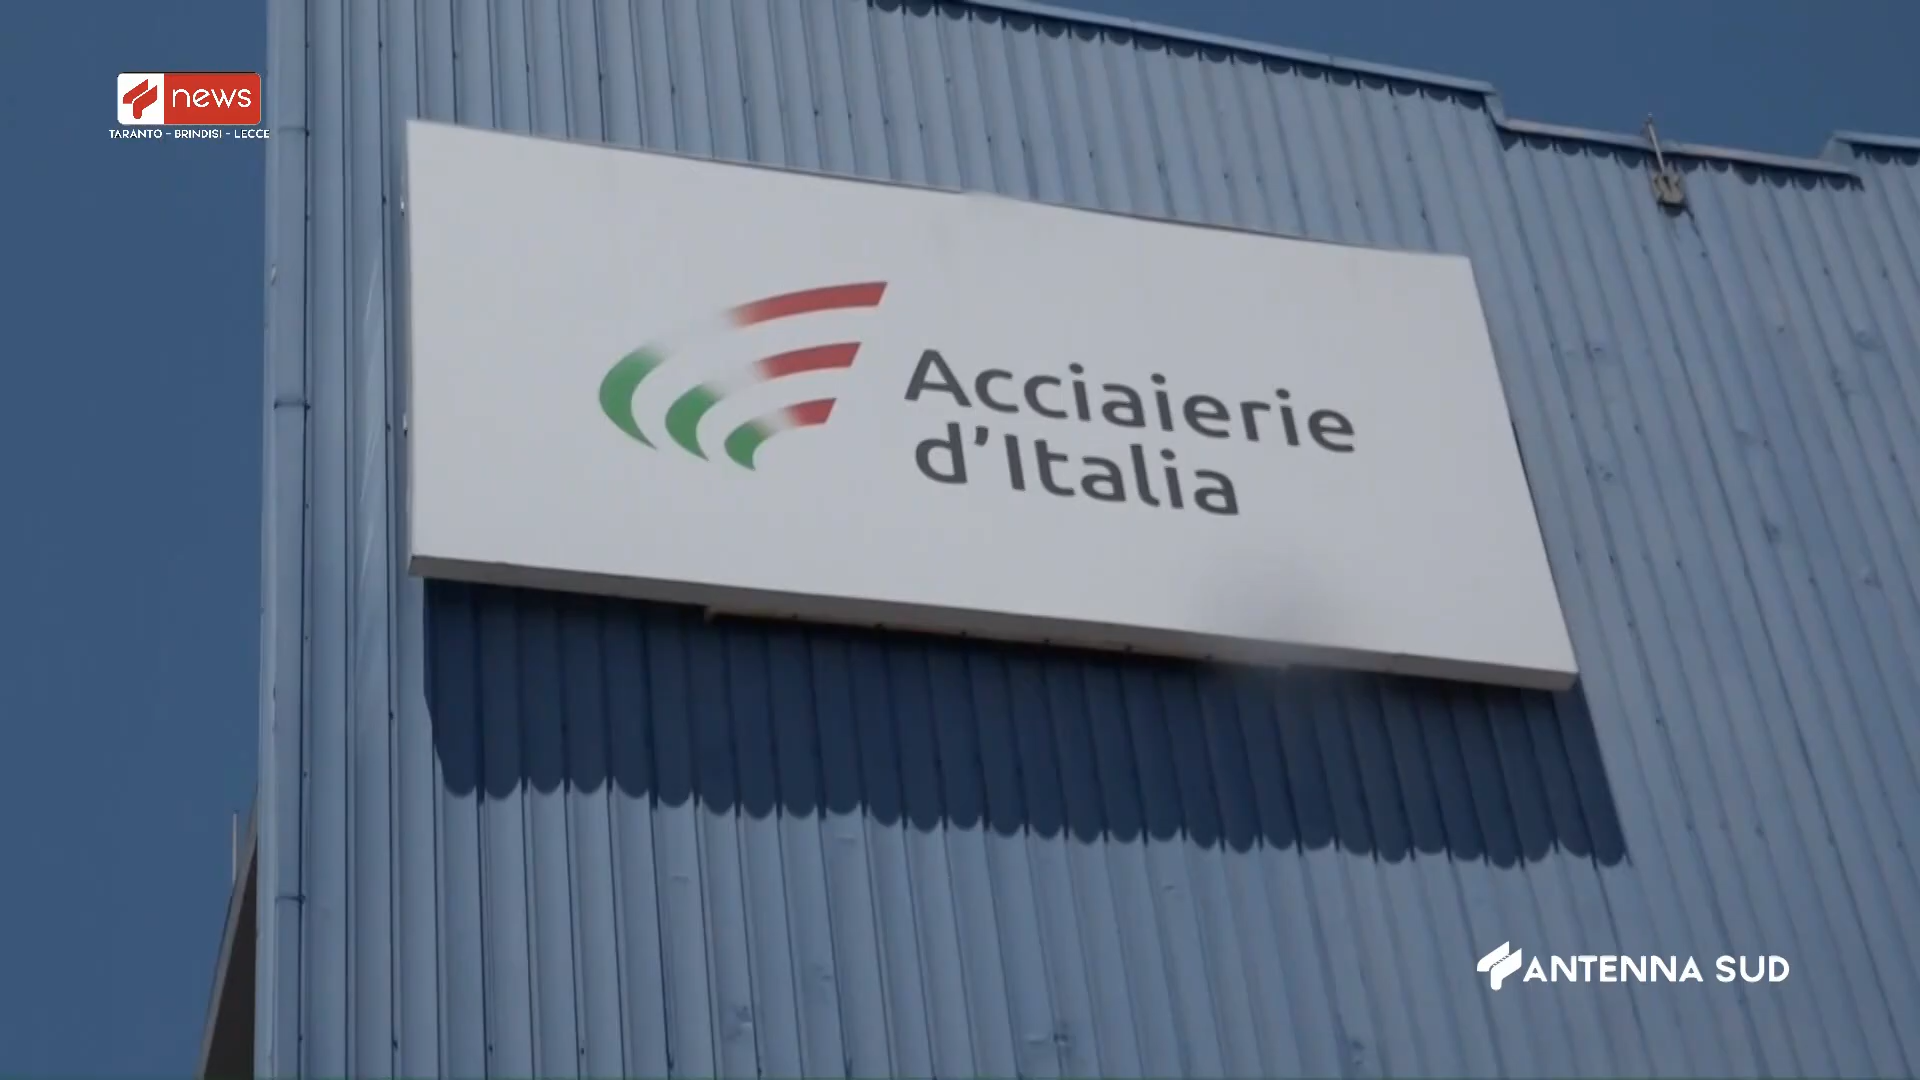 news
TARANTO - BRINDISI - LECCE
Acciaierie
d'Italia
ANTENNA SUD